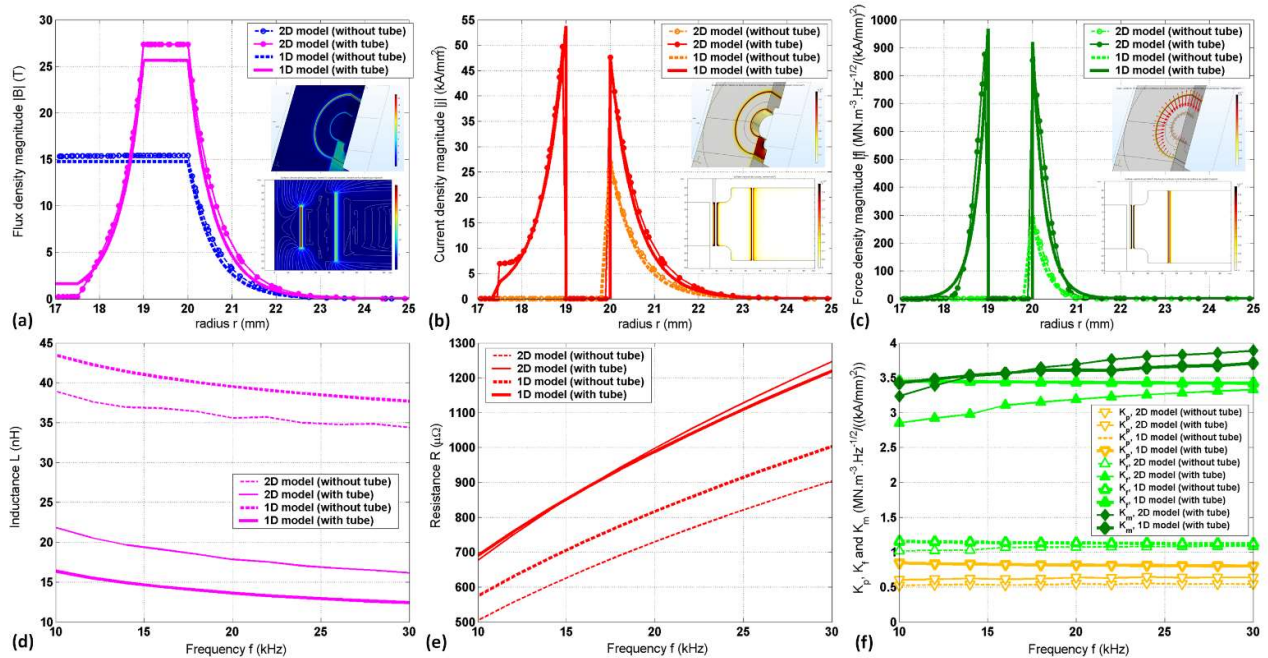 2D model (without tube)
2D model (with tube)
1D model (without tube)
1D model (with tube)
Flux density magnitude |B| (T)
30
25
20
15
10
5
0
17 18 19 20 21 22 23 24 25
radius r (mm)
(a)
2D model (without tube)
2D model (with tube)
1D model (without tube)
1D model (with tube)
Current density magnitude |j| (kA/mm²)
55
50
45
40
35
30
25
20
15
10
5
0
17 18 19 20 21 22 23 24 25
radius r (mm)
(b)
2D model (without tube)
2D model (with tube)
1D model (without tube)
1D model (with tube)
Force density magnitude |f| (MN.m⁻³.Hz⁻¹/²/(kA/mm)²)
1000
900
800
700
600
500
400
300
200
100
0
17 18 19 20 21 22 23 24 25
radius r (mm)
(c)
Inductance L (nH)
45
40
35
30
25
20
15
10
5
0
2D model (without tube)
2D model (with tube)
1D model (without tube)
1D model (with tube)
10 15 20 25 30
Frequency f (kHz)
(d)
Resistance R (μΩ)
1300
1200
1100
1000
900
800
700
600
500
2D model (without tube)
2D model (with tube)
1D model (without tube)
1D model (with tube)
10 15 20 25 30
Frequency f (kHz)
(e)
Kp, Kf and Km (MN.m⁻³.Hz⁻¹/²/((kA/mm)²))
4
3.5
3
2.5
2
1.5
1
0.5
0
Kp, 2D model (without tube)
Kp, 2D model (with tube)
Kp, 1D model (without tube)
Kp, 1D model (with tube)
Kf, 2D model (without tube)
Kf, 2D model (with tube)
Kf, 1D model (without tube)
Kf, 1D model (with tube)
Km, 2D model (with tube)
Km, 1D model (with tube)
10 15 20 25 30
Frequency f (kHz)
(f)